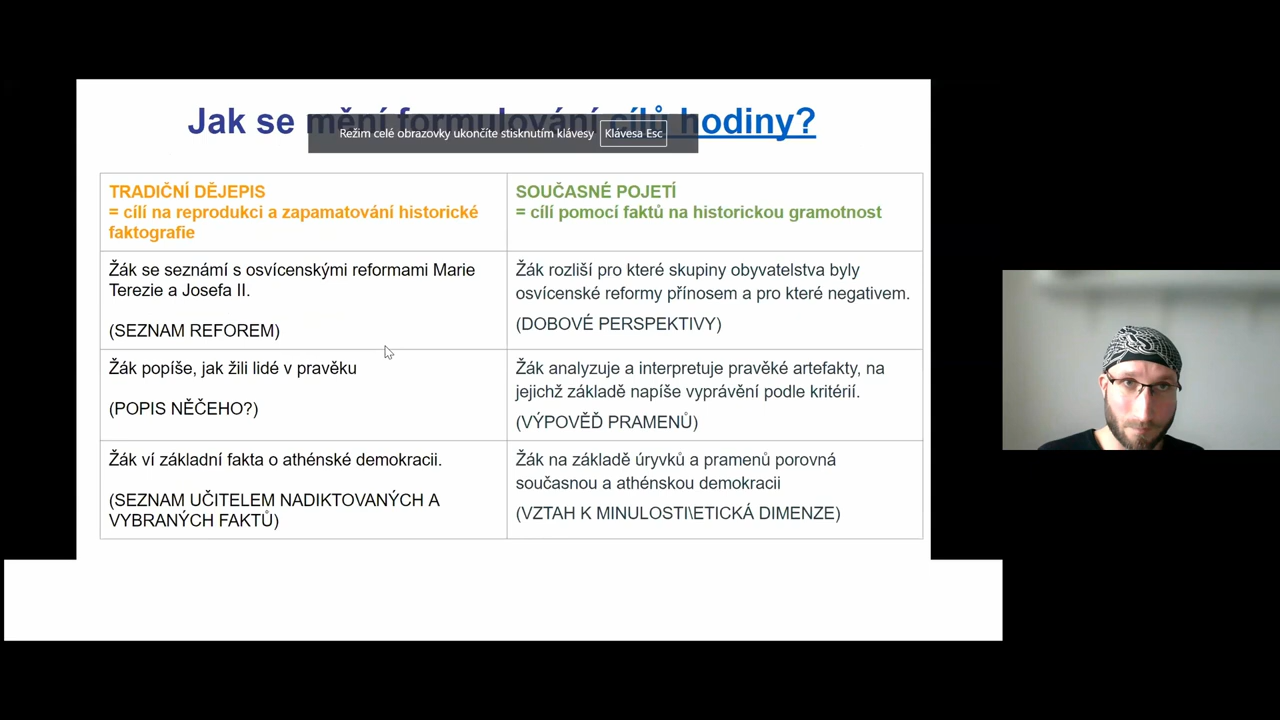 Jak se mění formulování cílů hodiny?
Režim celé obrazovky ukončíte stisknutím klávesy Klávesa Esc
TRADIČNÍ DĚJEPIS
= cílí na reprodukci a zapamatování historické
faktografie
SOUČASNÉ POJETÍ
= cílí pomocí faktů na historickou gramotnost
Žák se seznámí s osvícenskými reformami Marie
Terezie a Josefa II.
(SEZNAM REFOREM)
Žák rozliší pro které skupiny obyvatelstva byly
osvícenské reformy přínosem a pro které negativem.
(DOBOVÉ PERSPEKTIVY)
Žák popíše, jak žili lidé v pravěku
(POPIS NĚČEHO?)
Žák analyzuje a interpretuje pravěké artefakty, na
jejichž základě napíše vyprávění podle kritérií.
(VÝPOVĚĎ PRAMENŮ)
Žák ví základní fakta o athénské demokracii.
(SEZNAM UČITELEM NADIKTOVANÝCH A
VYBRANÝCH FAKTŮ)
Žák na základě úryvků a pramenů porovná
současnou a athénskou demokracii
(VZTAH K MINULOSTI\ETICKÁ DIMENZE)